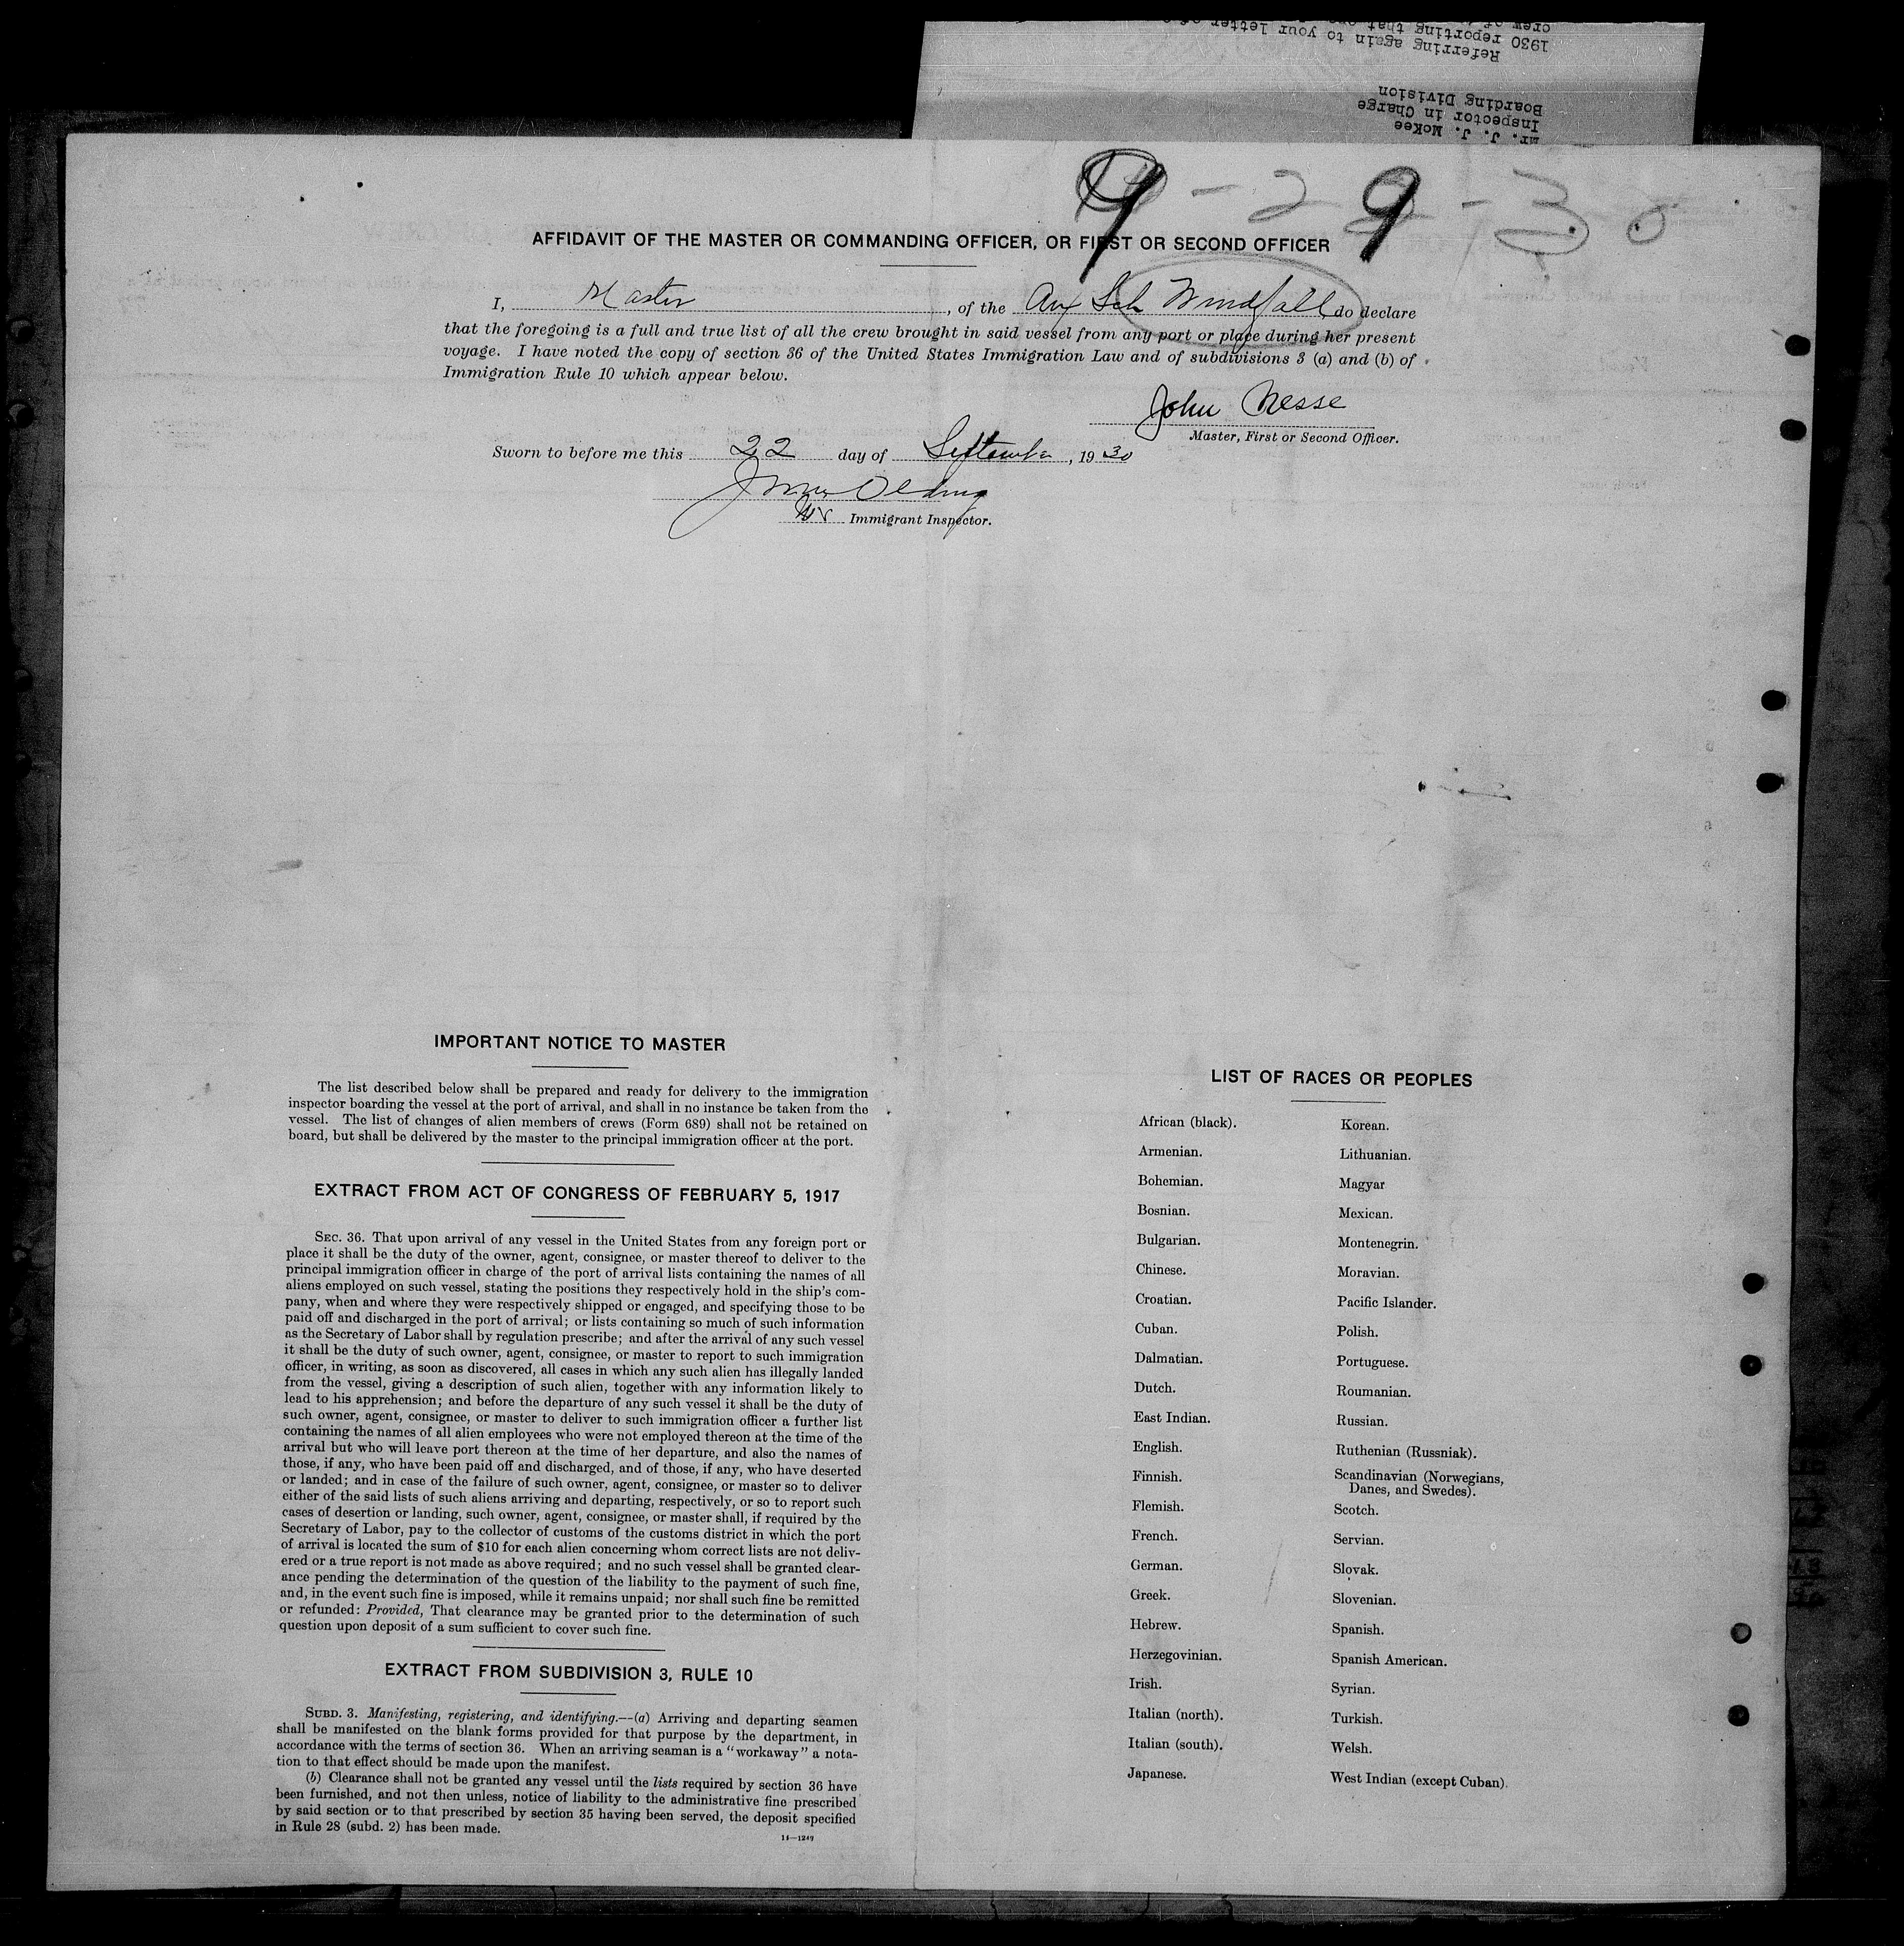 crew of
1930 reporting that one
Referring again to your letter of
Boarding Division
Inspector in Charge
Mr. J. J. McKee
9-29-30
AFFIDAVIT OF THE MASTER OR COMMANDING OFFICER, OR FIRST OR SECOND OFFICER
I, Master, of the Aux Sch Windfall, do declare
that the foregoing is a full and true list of all the crew brought in said vessel from any port or place during her present
voyage. I have noted the copy of section 36 of the United States Immigration Law and of subdivisions 3 (a) and (b) of
Immigration Rule 10 which appear below.
John Nesse
Master, First or Second Officer.
Sworn to before me this 22 day of September, 1930
Immigrant Inspector.
IMPORTANT NOTICE TO MASTER
The list described below shall be prepared and ready for delivery to the immigration
inspector boarding the vessel at the port of arrival, and shall in no instance be taken from the
vessel. The list of changes of alien members of crews (Form 689) shall not be retained on
board, but shall be delivered by the master to the principal immigration officer at the port.
EXTRACT FROM ACT OF CONGRESS OF FEBRUARY 5, 1917
SEC. 36. That upon arrival of any vessel in the United States from any foreign port or
place it shall be the duty of the owner, agent, consignee, or master thereof to deliver to the
principal immigration officer in charge of the port of arrival lists containing the names of all
aliens employed on such vessel, stating the positions they respectively hold in the ship's com-
pany, when and where they were respectively shipped or engaged, and specifying those to be
paid off and discharged in the port of arrival; or lists containing so much of such information
as the Secretary of Labor shall by regulation prescribe; and after the arrival of any such vessel
it shall be the duty of such owner, agent, consignee, or master to report to such immigration
officer, in writing, as soon as discovered, all cases in which any such alien has illegally landed
from the vessel, giving a description of such alien, together with any information likely to
lead to his apprehension; and before the departure of any such vessel it shall be the duty of
such owner, agent, consignee, or master to deliver to such immigration officer a further list
containing the names of all alien employees who were not employed thereon at the time of the
arrival but who will leave port thereon at the time of her departure, and also the names of
those, if any, who have been paid off and discharged, and of those, if any, who have deserted
or landed; and in case of the failure of such owner, agent, consignee, or master so to deliver
either of the said lists of such aliens arriving and departing, respectively, or so to report such
cases of desertion or landing, such owner, agent, consignee, or master shall, if required by the
Secretary of Labor, pay to the collector of customs of the customs district in which the port
of arrival is located the sum of $10 for each alien concerning whom correct lists are not deliv-
ered or a true report is not made as above required; and no such vessel shall be granted clear-
ance pending the determination of the question of the liability to the payment of such fine,
and, in the event such fine is imposed, while it remains unpaid; nor shall such fine be remitted
or refunded: Provided, That clearance may be granted prior to the determination of such
question upon deposit of a sum sufficient to cover such fine.
EXTRACT FROM SUBDIVISION 3, RULE 10
SUBD. 3. Manifesting, registering, and identifying.—(a) Arriving and departing seamen
shall be manifested on the blank forms provided for that purpose by the department, in
accordance with the terms of section 36. When an arriving seaman is a "workaway" a nota-
tion to that effect should be made upon the manifest.
(b) Clearance shall not be granted any vessel until the lists required by section 36 have
been furnished, and not then unless, notice of liability to the administrative fine prescribed
by said section or to that prescribed by section 35 having been served, the deposit specified
in Rule 28 (subd. 2) has been made.
14—1249
LIST OF RACES OR PEOPLES
African (black).
Armenian.
Bohemian.
Bosnian.
Bulgarian.
Chinese.
Croatian.
Cuban.
Dalmatian.
Dutch.
East Indian.
English.
Finnish.
Flemish.
French.
German.
Greek.
Hebrew.
Herzegovinian.
Irish.
Italian (north).
Italian (south).
Japanese.
Korean.
Lithuanian.
Magyar
Mexican.
Montenegrin.
Moravian.
Pacific Islander.
Polish.
Portuguese.
Roumanian.
Russian.
Ruthenian (Russniak).
Scandinavian (Norwegians,
Danes, and Swedes).
Scotch.
Servian.
Slovak.
Slovenian.
Spanish.
Spanish American.
Syrian.
Turkish.
Welsh.
West Indian (except Cuban).